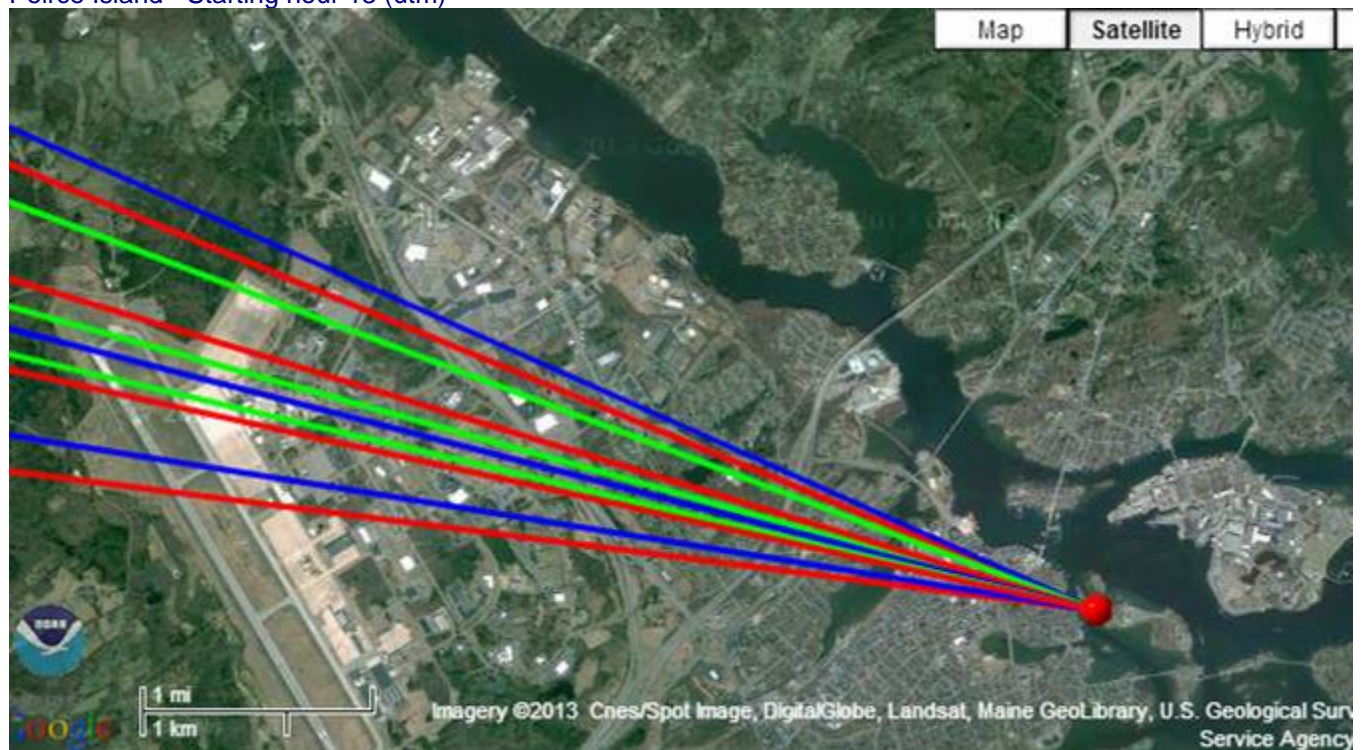 Map Satellite Hybrid
1 mi
1 km
Google
Imagery ©2013 Cnes/Spot Image, DigitalGlobe, Landsat, Maine GeoLibrary, U.S. Geological Surv
Service Agency